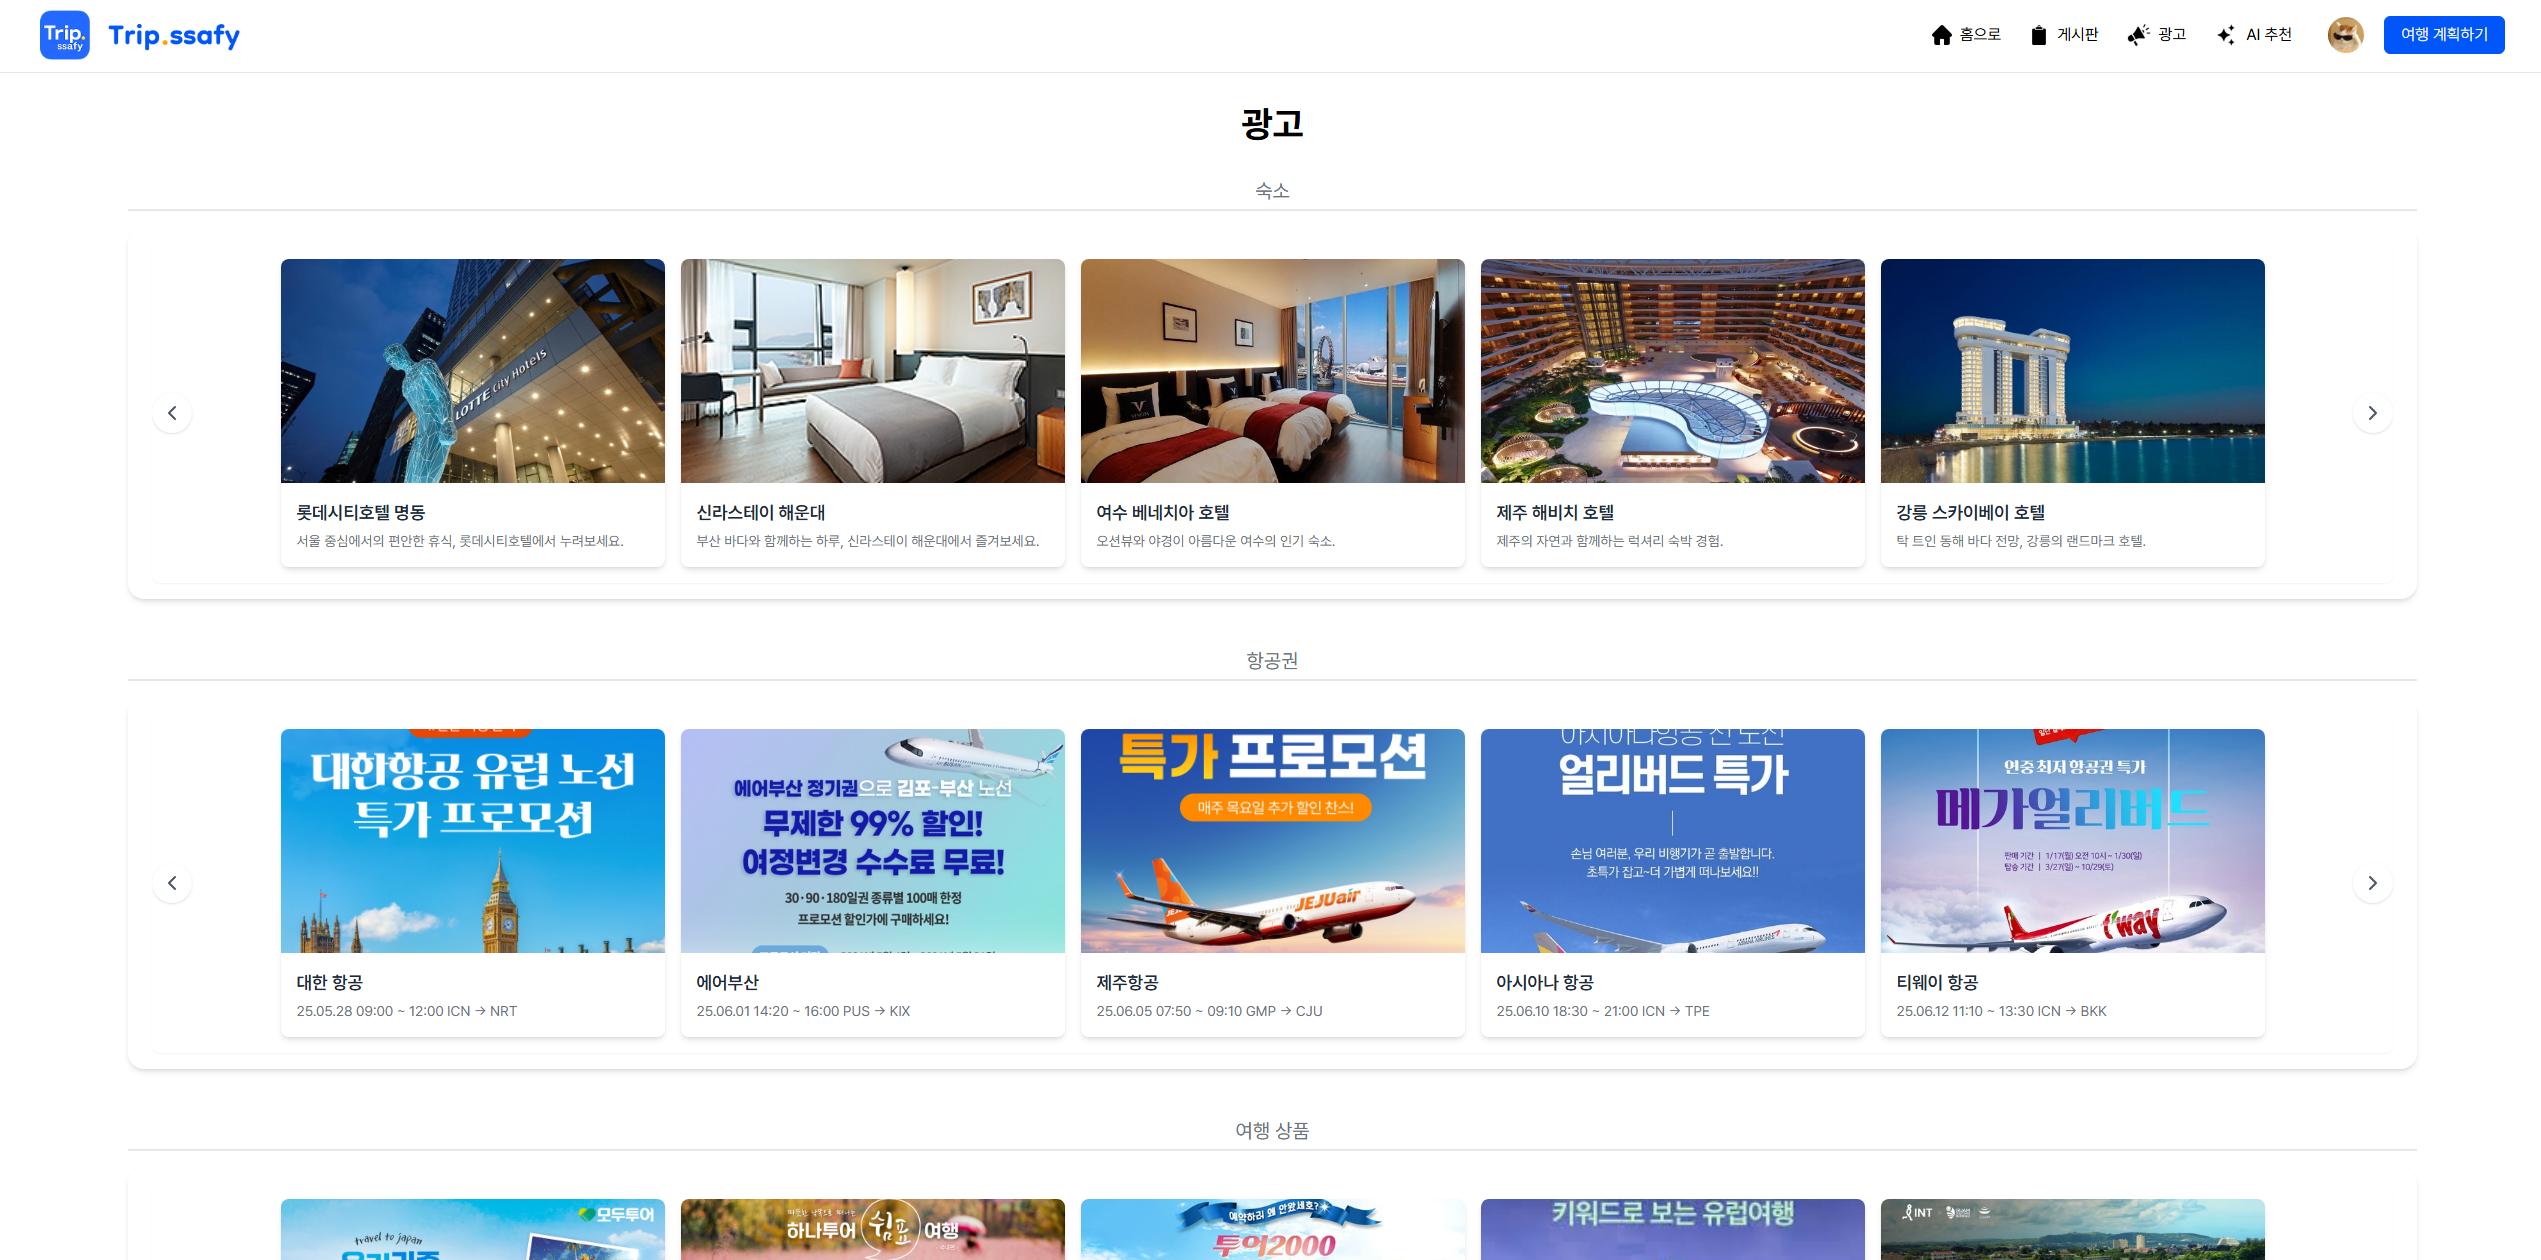 Trip.
ssafy
Trip.ssafy
홈으로
게시판
광고
AI 추천
여행 계획하기
광고
숙소
LOTTE City Hotels
롯데시티호텔 명동
서울 중심에서의 편안한 휴식, 롯데시티호텔에서 누려보세요.
신라스테이 해운대
부산 바다와 함께하는 하루, 신라스테이 해운대에서 즐겨보세요.
여수 베네치아 호텔
오션뷰와 야경이 아름다운 여수의 인기 숙소.
제주 해비치 호텔
제주의 자연과 함께하는 럭셔리 숙박 경험.
강릉 스카이베이 호텔
탁 트인 동해 바다 전망, 강릉의 랜드마크 호텔.
항공권
대한항공 유럽 노선
특가 프로모션
대한 항공
25.05.28 09:00 ~ 12:00 ICN → NRT
에어부산 정기권으로 김포-부산 노선
무제한 99% 할인!
여정변경 수수료 무료!
30·90·180일권 종류별 100매 한정
프로모션 할인가에 구매하세요!
에어부산
25.06.01 14:20 ~ 16:00 PUS → KIX
특가 프로모션
매주 목요일 추가 할인 찬스!
JEJUair
제주항공
25.06.05 07:50 ~ 09:10 GMP → CJU
아시아나항공 전 노선
얼리버드 특가
손님 여러분, 우리 비행기가 곧 출발합니다.
초특가 잡고~더 가볍게 떠나보세요!!
아시아나 항공
25.06.10 18:30 ~ 21:00 ICN → TPE
연중 최저 항공권 특가
메가얼리버드
판매기간 | 1/17(월) 오전 10시 ~ 1/30(일)
탑승기간 | 3/27(일) ~ 10/29(토)
t'way
티웨이 항공
25.06.12 11:10 ~ 13:30 ICN → BKK
여행 상품
모두투어
travel to japan
하나투어 쉼표 여행
예약하러 왜 안왔세호?
투어2000
키워드로 보는 유럽여행
INT